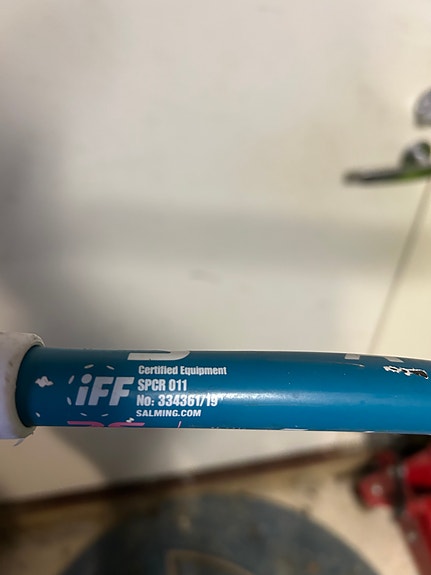 iFF
Certified Equipment
SPCR 011
No: 334361/19
SALMING.COM